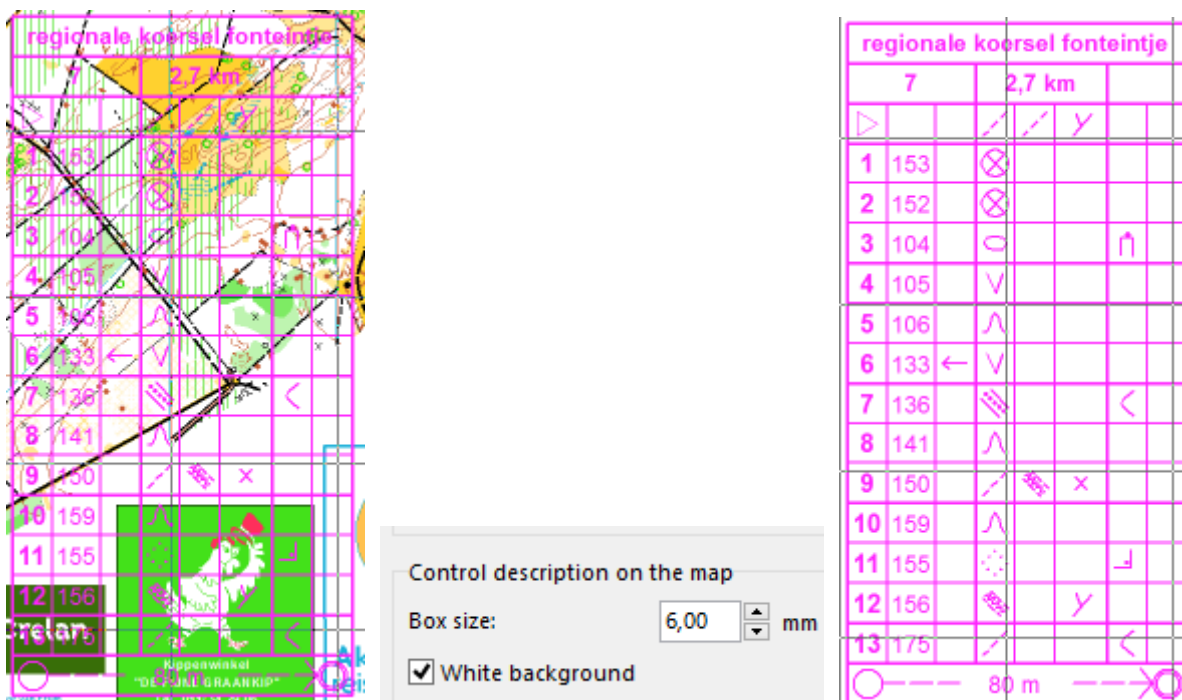 regionale koersel fonteintje
7 2,7 km
1 153
2
3 104
4 105
5 106
6 133
7 136
8 141
9 150
10 159
11 155
12 156
13 175
80 m
Kippenwinkel
Control description on the map
Box size: 6,00 mm
White background
regionale koersel fonteintje
7 2,7 km
1 153
2 152
3 104
4 105
5 106
6 133
7 136
8 141
9 150
10 159
11 155
12 156
13 175
80 m